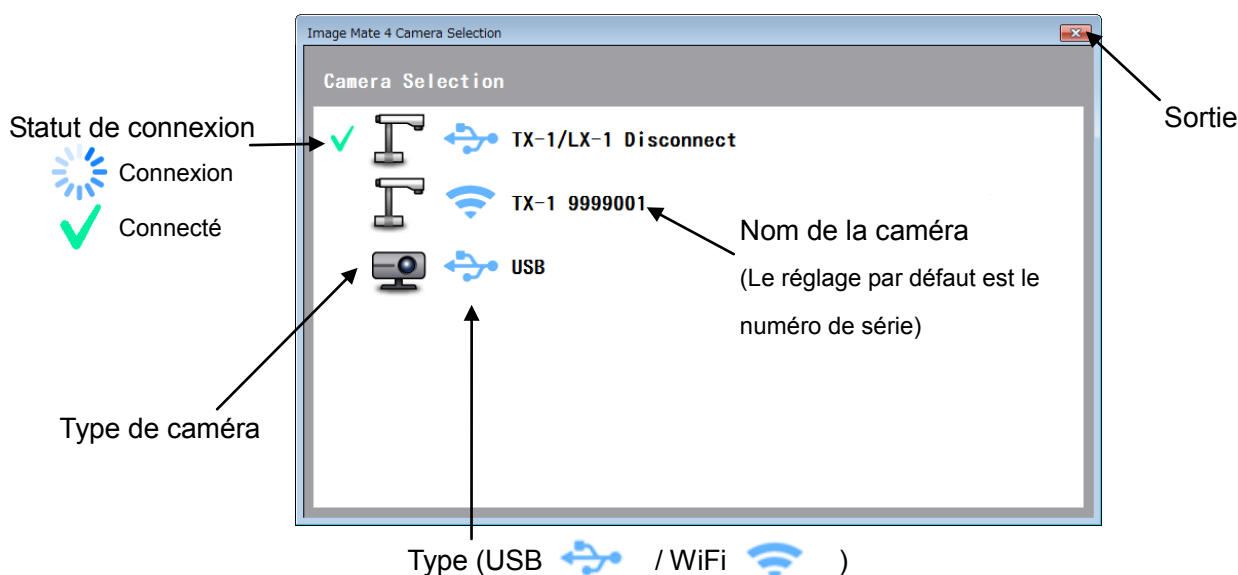 Image Mate 4 Camera Selection
Camera Selection
Sortie
Statut de connexion
TX-1/LX-1 Disconnect
Connexion
TX-1 9999001
Connecté
Nom de la caméra
USB
(Le réglage par défaut est le
numéro de série)
Type de caméra
Type (USB / WiFi )